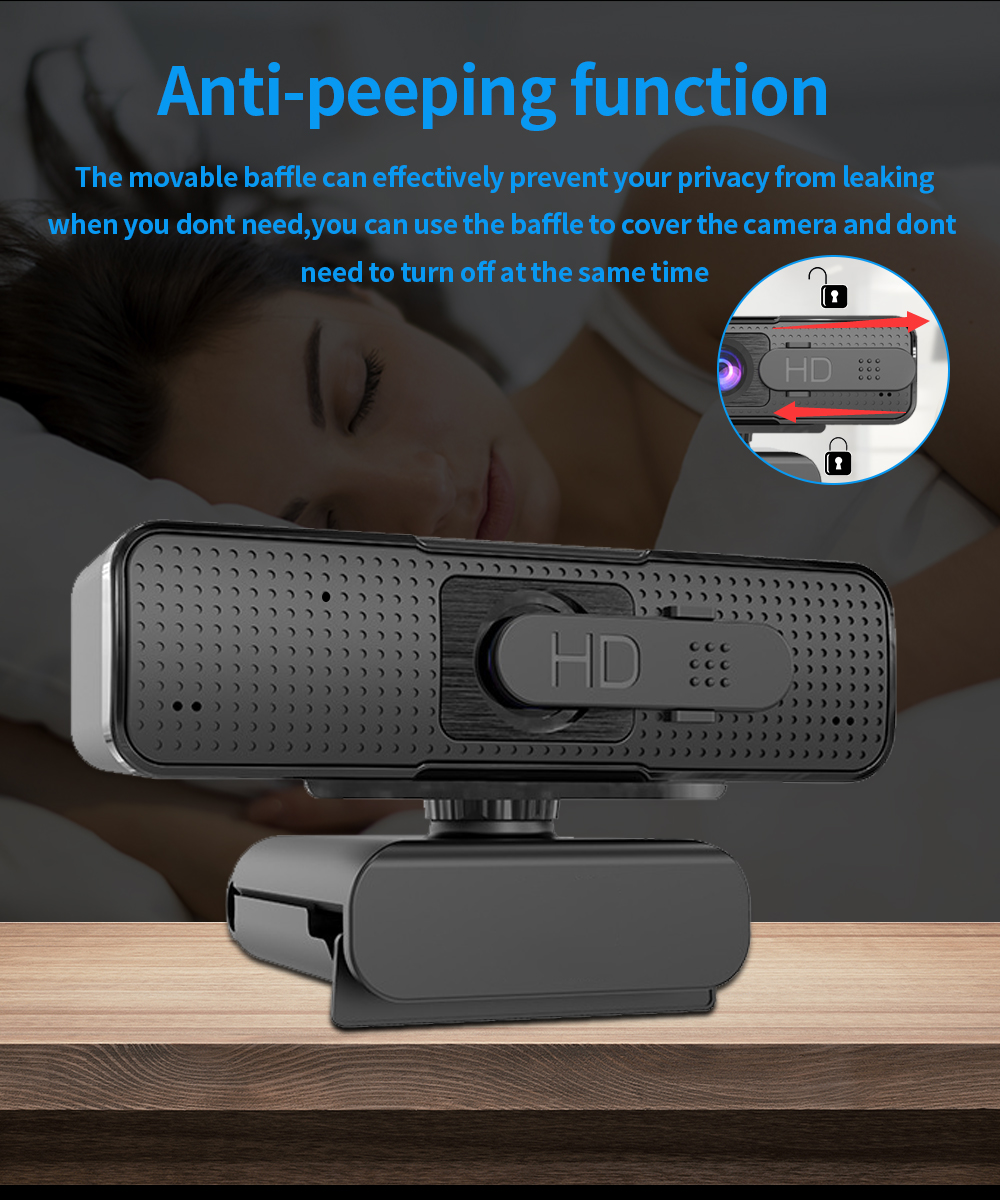 Anti-peeping function
The movable baffle can effectively prevent your privacy from leaking
when you dont need,you can use the baffle to cover the camera and dont
need to turn off at the same time
HD
HD